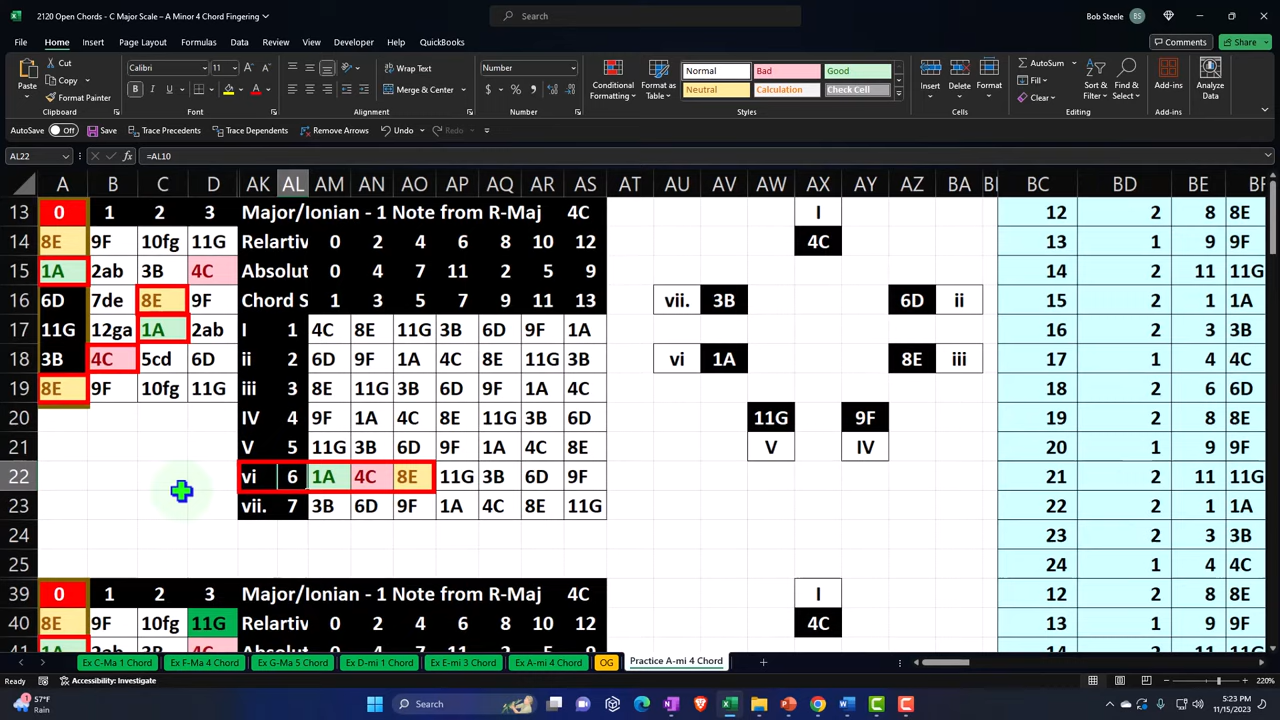 2120 Open Chords - C Major Scale – A Minor 4 Chord Fingering
Search
Bob Steele BS
File Home Insert Page Layout Formulas Data Review View Developer Help QuickBooks
Comments Share
Paste Cut Copy Format Painter
Calibri 11
B I U
Wrap Text
Merge & Center
Number
Conditional Formatting Format as Table
Normal Bad Good
Neutral Calculation Check Cell
Insert Delete Format
AutoSum Fill Clear
Sort & Filter Find & Select
Add-ins
Analyze Data
Clipboard Font Alignment Number Styles Cells Editing Add-ins
AutoSave Off Save Trace Precedents Trace Dependents Remove Arrows Undo Redo
AL22 fx =AL10
A B C D AK AL AM AN AO AP AQ AR AS AT AU AV AW AX AY AZ BA BC BD BE
13 0 1 2 3 Major/Ionian - 1 Note from R-Maj 4C I 12 2 8 8E
14 8E 9F 10fg 11G Relartiv 0 2 4 6 8 10 12 4C 13 1 9 9F
15 1A 2ab 3B 4C Absolut 0 4 7 11 2 5 9 14 2 11 11G
16 6D 7de 8E 9F Chord S 1 3 5 7 9 11 13 vii. 3B 6D ii 15 2 1 1A
17 11G 12ga 1A 2ab I 1 4C 8E 11G 3B 6D 9F 1A 16 2 3 3B
18 3B 4C 5cd 6D ii 2 6D 9F 1A 4C 8E 11G 3B vi 1A 8E iii 17 1 4 4C
19 8E 9F 10fg 11G iii 3 8E 11G 3B 6D 9F 1A 4C 18 2 6 6D
20 IV 4 9F 1A 4C 8E 11G 3B 6D 11G 9F 19 2 8 8E
21 V 5 11G 3B 6D 9F 1A 4C 8E V IV 20 1 9 9F
22 vi 6 1A 4C 8E 11G 3B 6D 9F 21 2 11 11G
23 vii. 7 3B 6D 9F 1A 4C 8E 11G 22 2 1 1A
24 23 2 3 3B
25 24 1 4 4C
39 0 1 2 3 Major/Ionian - 1 Note from R-Maj 4C I 12 2 8 8E
40 8E 9F 10fg 11G Relartiv 0 2 4 6 8 10 12 4C 13 1 9 9F
Ex C-Ma 1 Chord Ex F-Ma 4 Chord Ex G-Ma 5 Chord Ex D-mi 1 Chord Ex E-mi 3 Chord Ex A-mi 4 Chord OG Practice A-mi 4 Chord
Ready Accessibility: Investigate 220%
57°F
Rain
Search
5:23 PM
11/15/2023